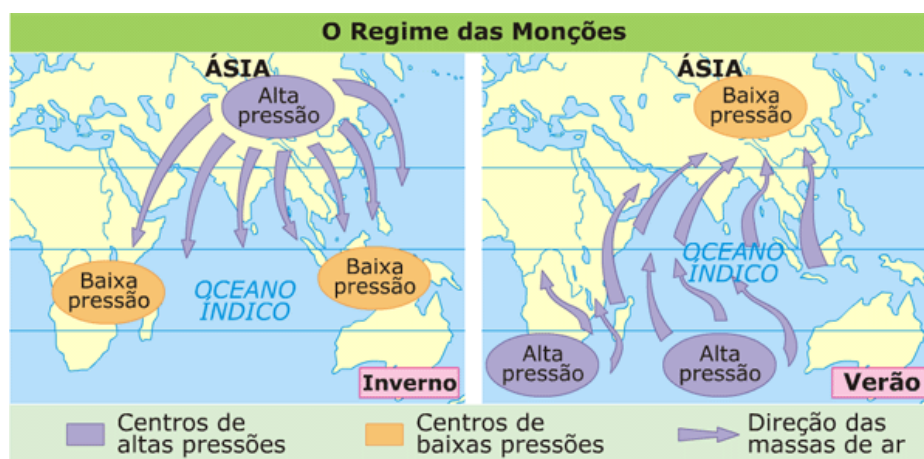 O Regime das Monções
ÁSIA
Alta
pressão
Baixa
pressão
OCEANO
ÍNDICO
Baixa
pressão
Inverno
ÁSIA
Baixa
pressão
OCEANO
ÍNDICO
Alta
pressão
Alta
pressão
Verão
Centros de
altas pressões
Centros de
baixas pressões
Direção das
massas de ar